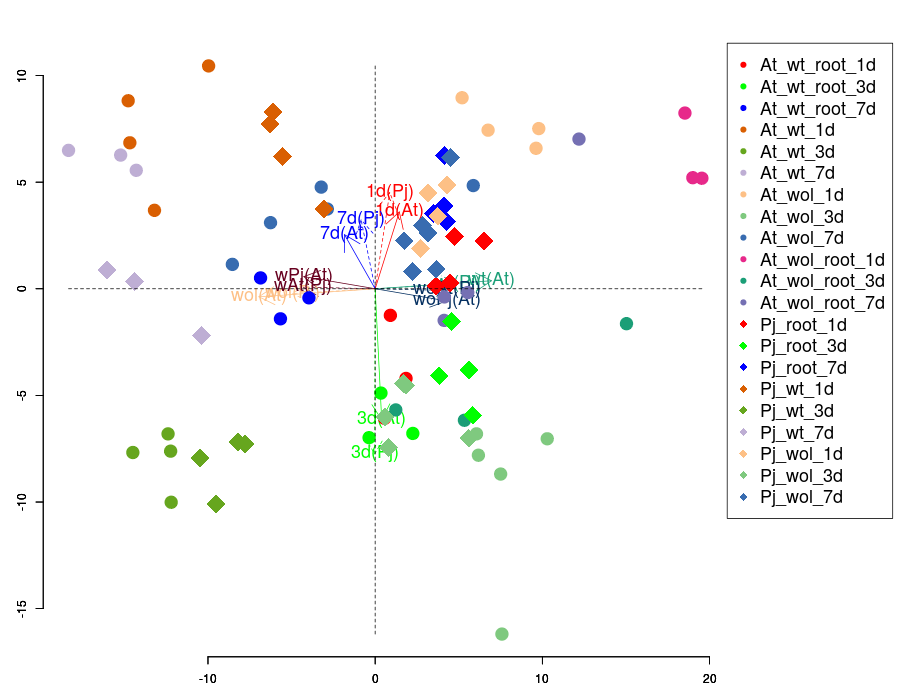 10
5
0
-5
-10
-15
-10
0
10
20
1d(Pj)
1d(At)
7d(Pj)
7d(At)
wPj(At)
wAt(Pj)
wt(At)
3d(At)
3d(Pj)
At_wt_root_1d
At_wt_root_3d
At_wt_root_7d
At_wt_1d
At_wt_3d
At_wt_7d
At_wol_1d
At_wol_3d
At_wol_7d
At_wol_root_1d
At_wol_root_3d
At_wol_root_7d
Pj_root_1d
Pj_root_3d
Pj_root_7d
Pj_wt_1d
Pj_wt_3d
Pj_wt_7d
Pj_wol_1d
Pj_wol_3d
Pj_wol_7d